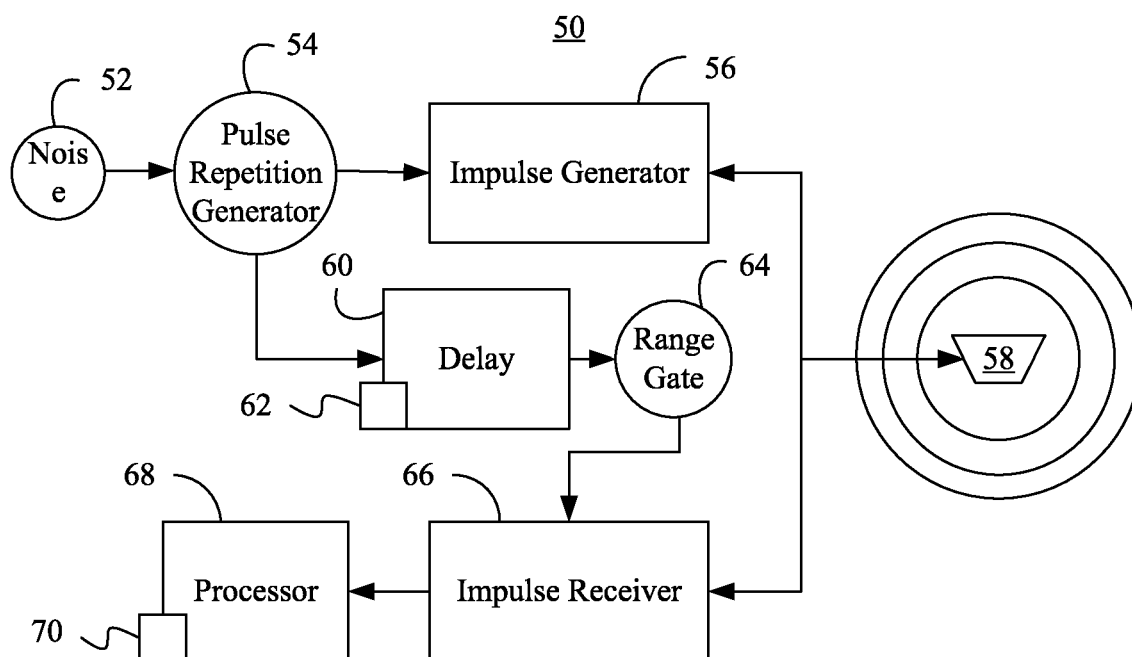 50
54
52
56
Nois
e
Pulse
Repetition
Generator
Impulse Generator
60
64
Delay
Range
Gate
58
62
68
66
Processor
Impulse Receiver
70